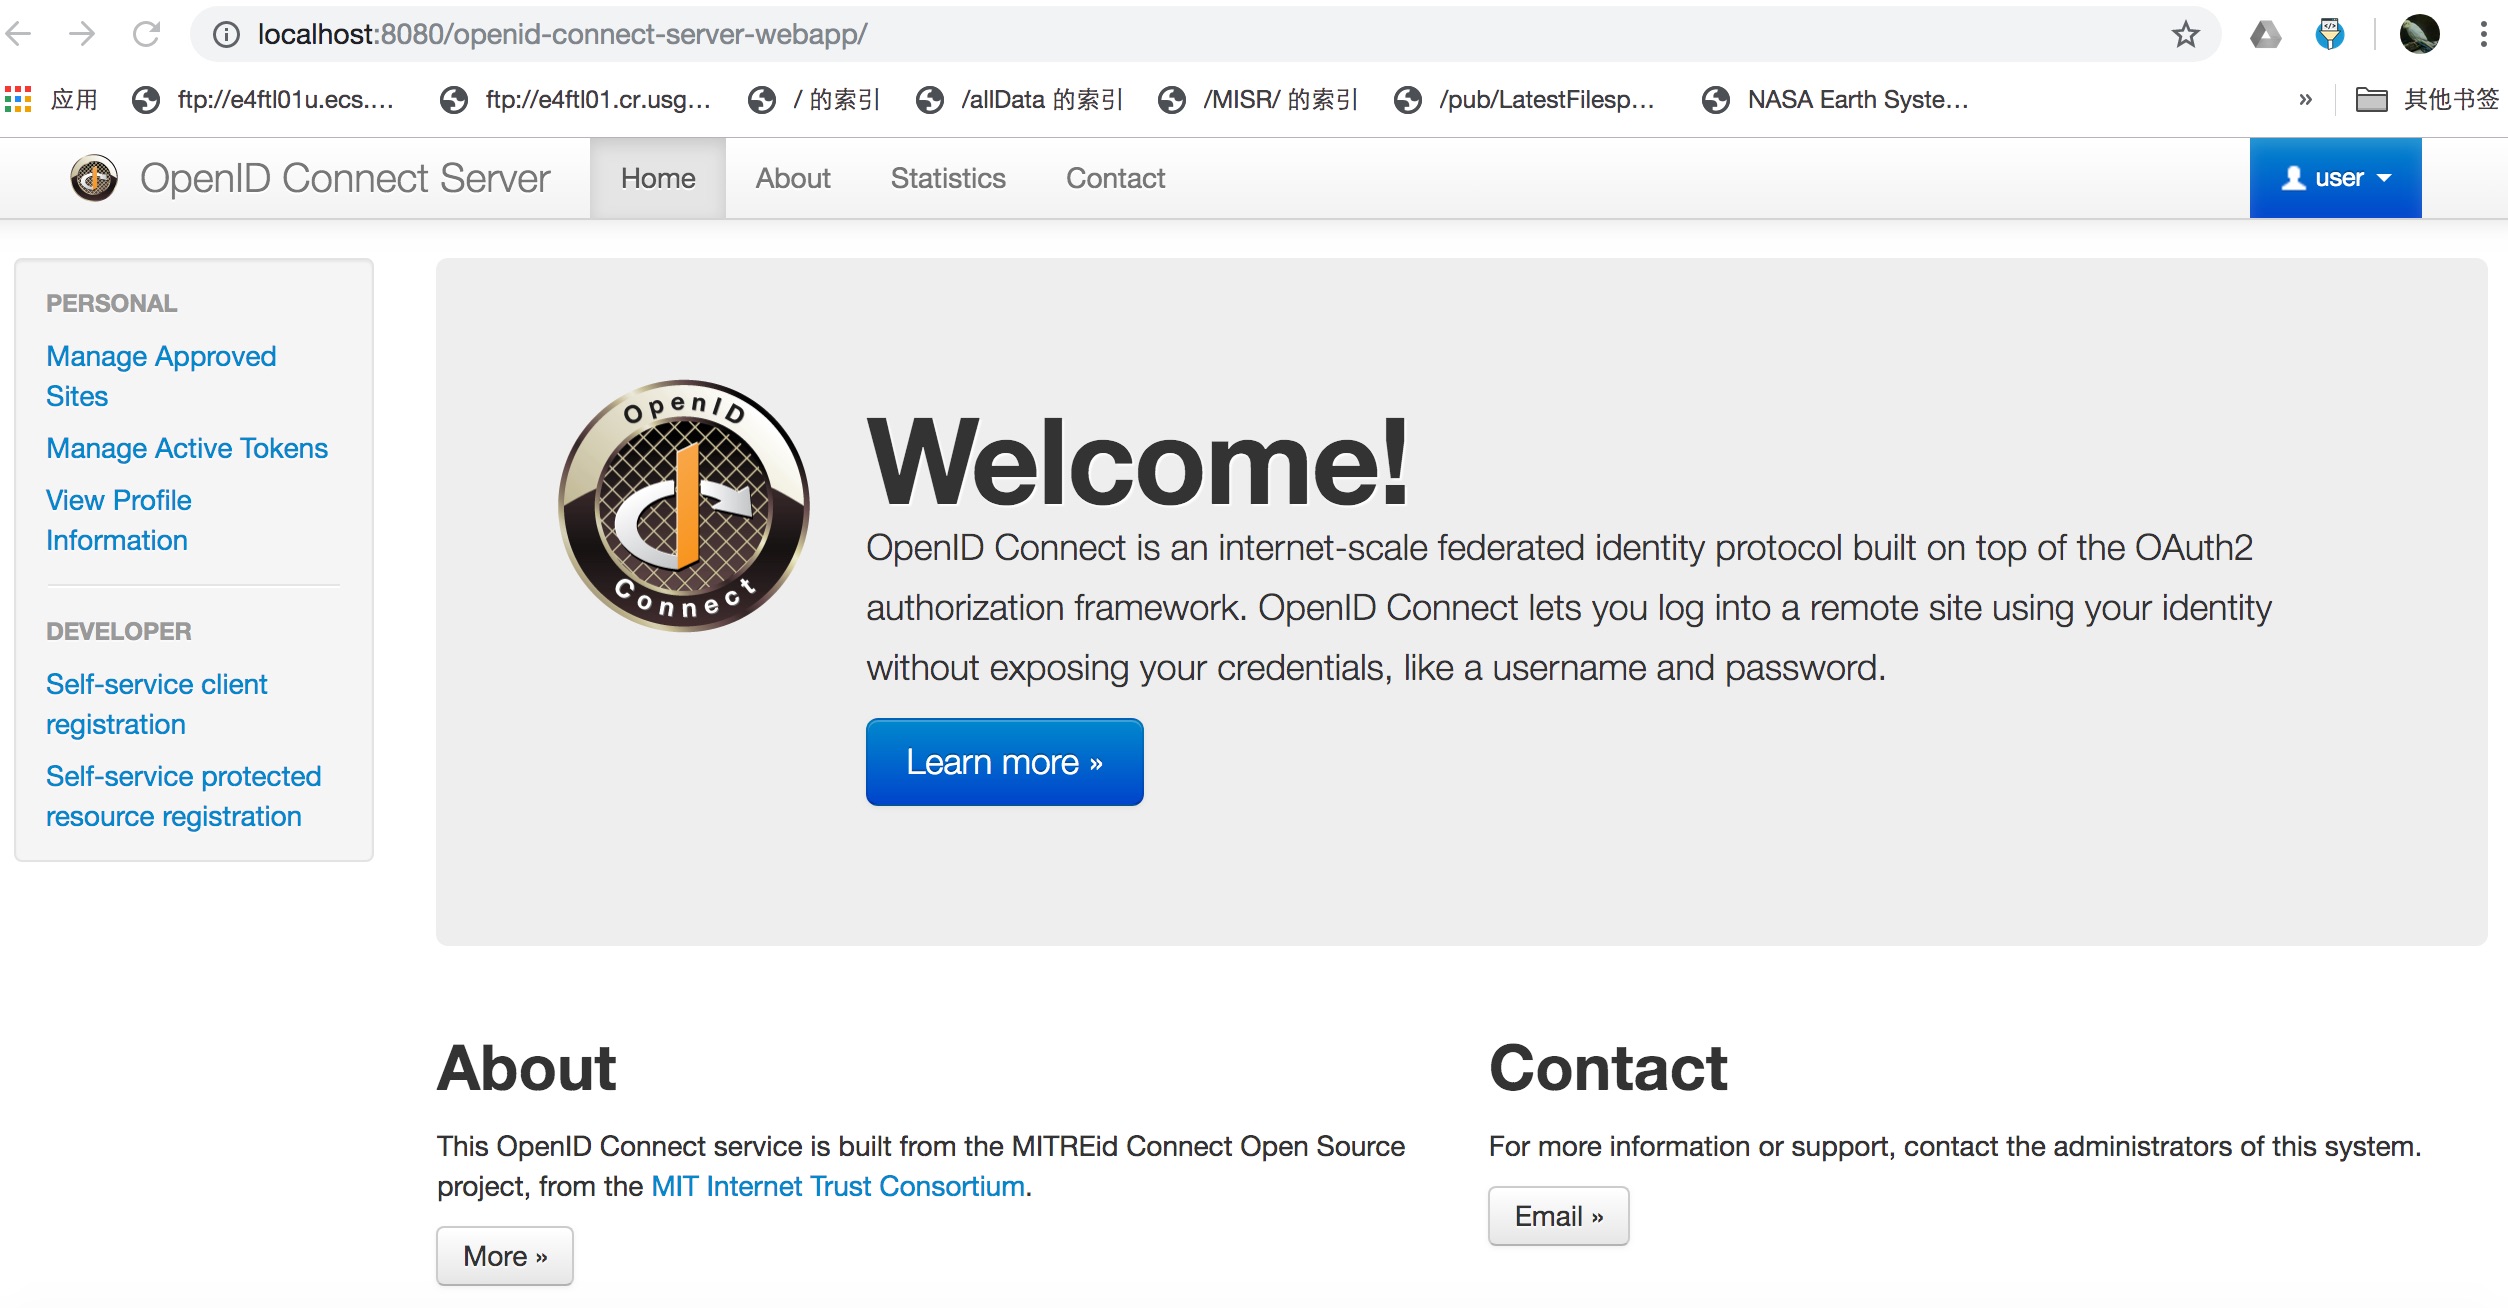 localhost:8080/openid-connect-server-webapp/
应用 ftp://e4ftl01u.ecs.... ftp://e4ftl01.cr.usg... / 的索引 /allData 的索引 /MISR/ 的索引 /pub/LatestFilesp... NASA Earth Syste... » 其他书签
OpenID Connect Server Home About Statistics Contact user
PERSONAL
Manage Approved
Sites
Manage Active Tokens
View Profile
Information
DEVELOPER
Self-service client
registration
Self-service protected
resource registration
OpenID
Connect
Welcome!
OpenID Connect is an internet-scale federated identity protocol built on top of the OAuth2
authorization framework. OpenID Connect lets you log into a remote site using your identity
without exposing your credentials, like a username and password.
Learn more »
About
This OpenID Connect service is built from the MITREid Connect Open Source
project, from the MIT Internet Trust Consortium.
More »
Contact
For more information or support, contact the administrators of this system.
Email »